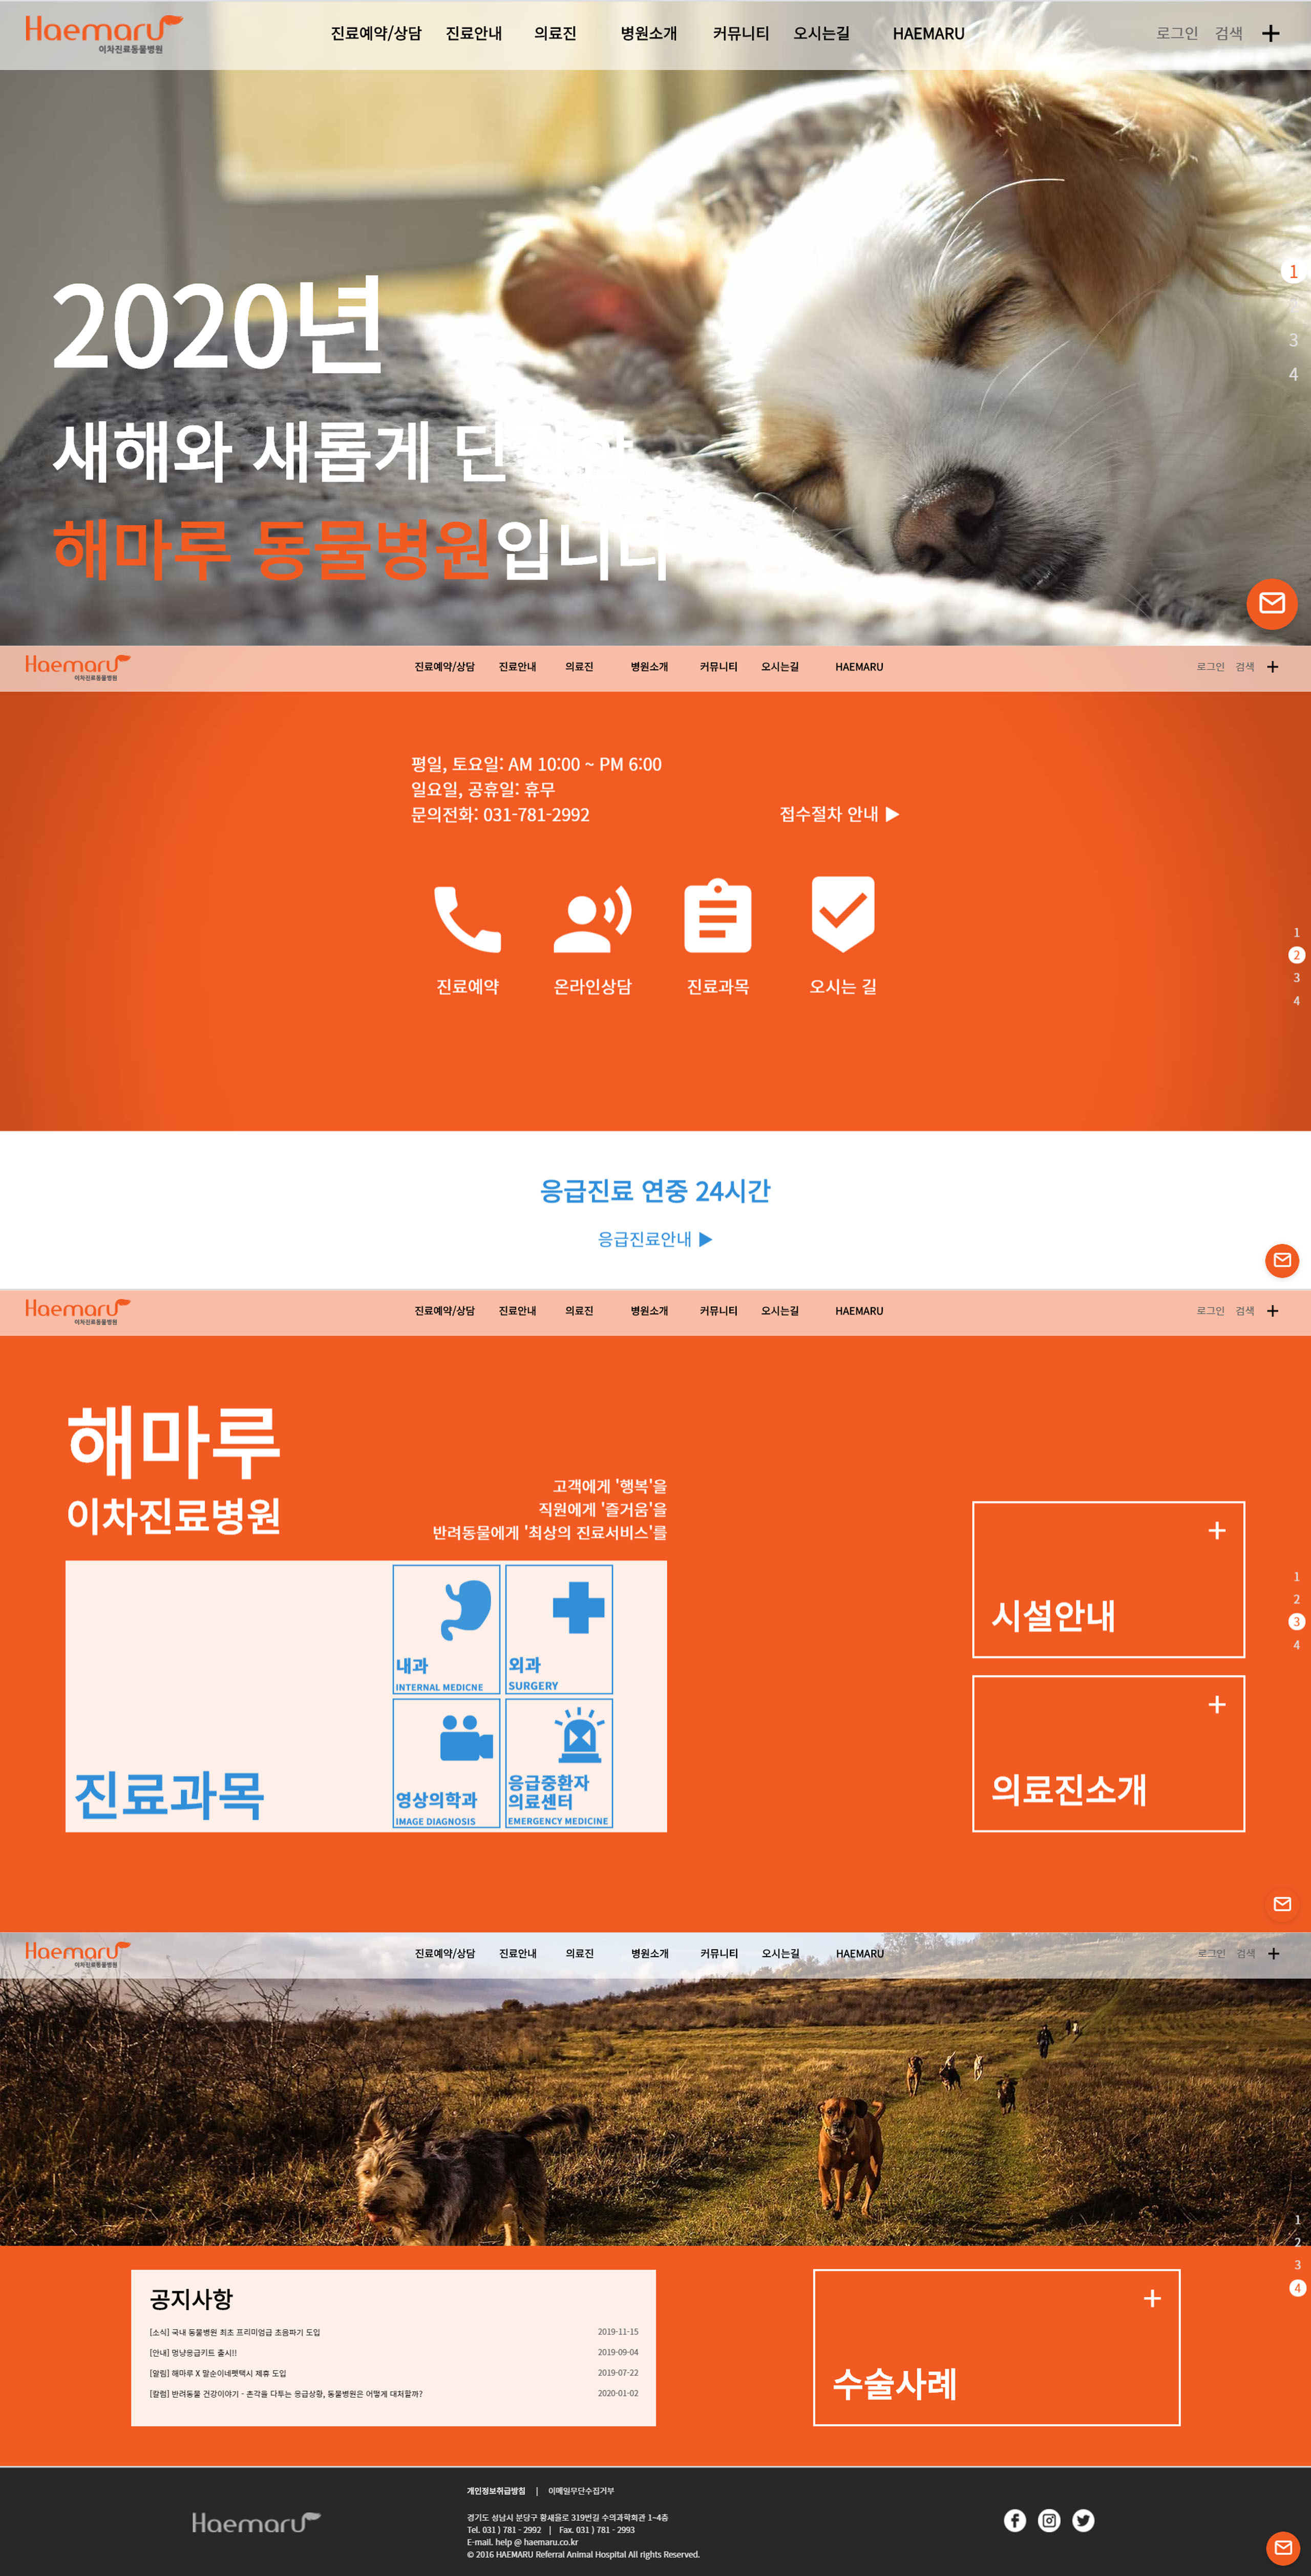 Haemaru
이차진료동물병원
진료예약/상담 진료안내 의료진 병원소개 커뮤니티 오시는길 HAEMARU
로그인 검색 +
1
3
4
2020년
새해와 새롭게
해마루 동물병원입니다
Haemaru
이차진료동물병원
진료예약/상담 진료안내 의료진 병원소개 커뮤니티 오시는길 HAEMARU
로그인 검색 +
평일, 토요일: AM 10:00 ~ PM 6:00
일요일, 공휴일: 휴무
문의전화: 031-781-2992
접수절차 안내 ▶
진료예약 온라인상담 진료과목 오시는 길
1
2
3
4
응급진료 연중 24시간
응급진료안내 ▶
Haemaru
이차진료동물병원
진료예약/상담 진료안내 의료진 병원소개 커뮤니티 오시는길 HAEMARU
로그인 검색 +
해마루
이차진료병원
고객에게 '행복'을
직원에게 '즐거움'을
반려동물에게 '최상의 진료서비스'를
진료과목
내과
INTERNAL MEDICNE
외과
SURGERY
영상의학과
IMAGE DIAGNOSIS
응급중환자
의료센터
EMERGENCY MEDICINE
+
시설안내
+
의료진소개
1
2
3
4
Haemaru
이차진료동물병원
진료예약/상담 진료안내 의료진 병원소개 커뮤니티 오시는길 HAEMARU
로그인 검색 +
1
2
3
4
공지사항
[소식] 국내 동물병원 최초 프리미엄급 초음파기 도입 2019-11-15
[안내] 멍냥응급키트 출시!! 2019-09-04
[알림] 해마루 X 말순이네펫택시 제휴 도입 2019-07-22
[칼럼] 반려동물 건강이야기 - 촌각을 다투는 응급상황, 동물병원은 어떻게 대처할까? 2020-01-02
+
수술사례
Haemaru
개인정보취급방침 | 이메일무단수집거부
경기도 성남시 분당구 황새울로 319번길 수의과학회관 1~4층
Tel. 031 ) 781 - 2992 | Fax. 031 ) 781 - 2993
E-mail. help @ haemaru.co.kr
© 2016 HAEMARU Referral Animal Hospital All rights Reserved.